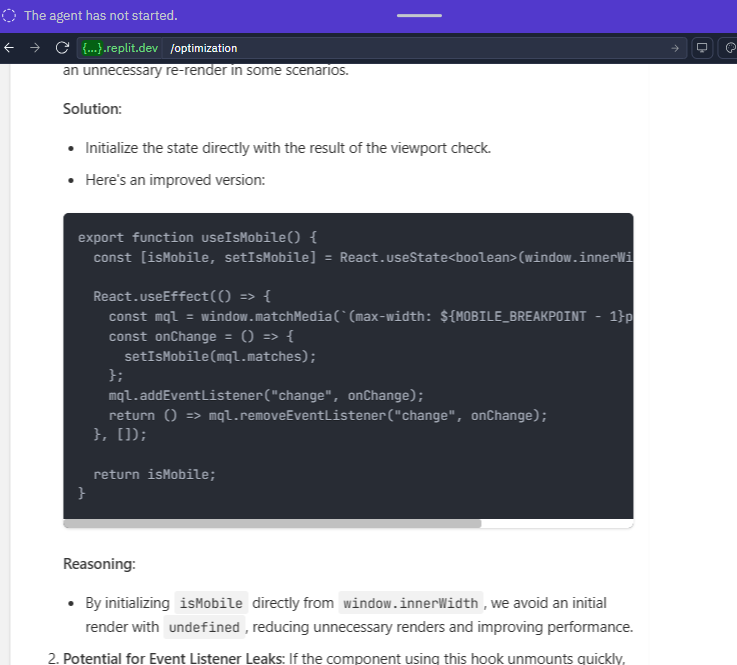 The agent has not started.
{...}.replit.dev /optimization
an unnecessary re-render in some scenarios.
Solution:
• Initialize the state directly with the result of the viewport check.
• Here's an improved version:
export function useIsMobile() {
const [isMobile, setIsMobile] = React.useState<boolean>(window.innerWi
React.useEffect(() => {
const mql = window.matchMedia(`(max-width: ${MOBILE_BREAKPOINT - 1}p
const onChange = () => {
setIsMobile(mql.matches);
};
mql.addEventListener("change", onChange);
return () => mql.removeEventListener("change", onChange);
}, []);
return isMobile;
}
Reasoning:
• By initializing isMobile directly from window.innerWidth, we avoid an initial
render with undefined, reducing unnecessary renders and improving performance.
2. Potential for Event Listener Leaks: If the component using this hook unmounts quickly,